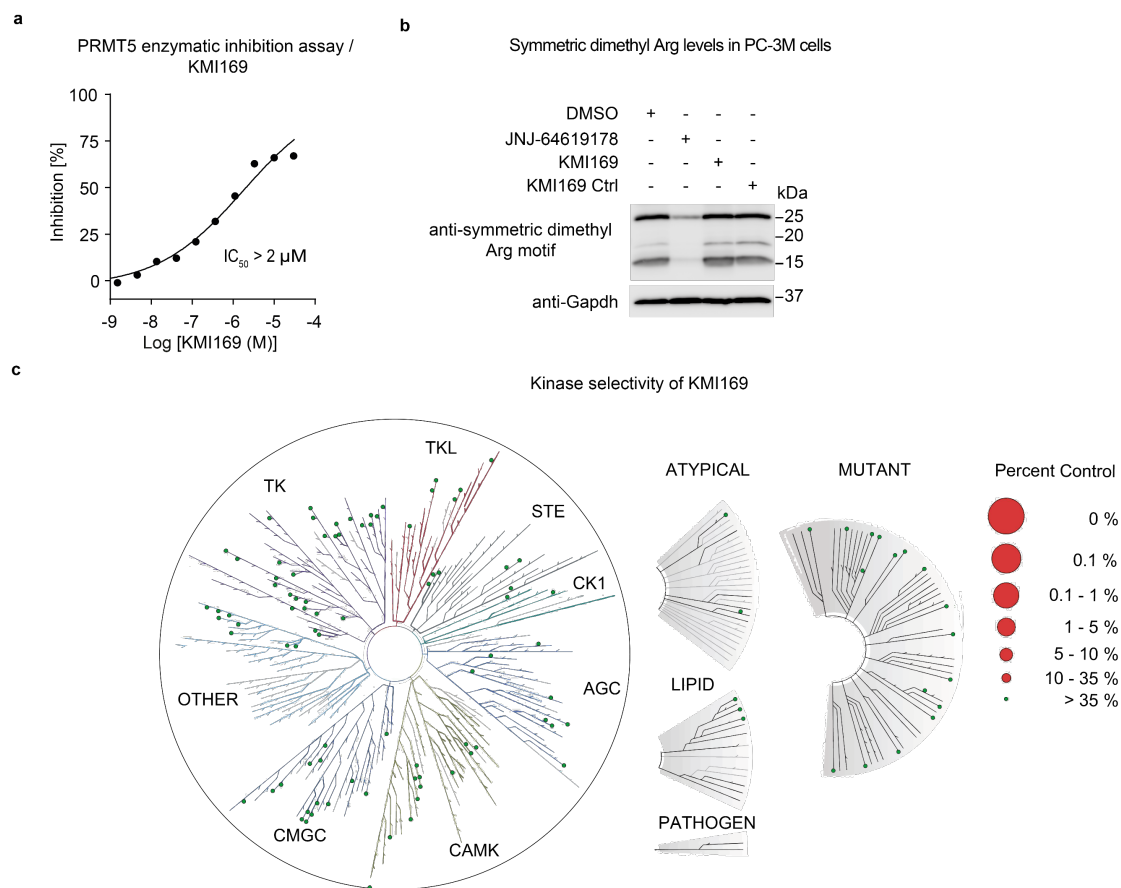 a
PRMT5 enzymatic inhibition assay /
KMI169
100
75
50
25
0
Inhibition [%]
IC50 > 2 µM
-9 -8 -7 -6 -5 -4
Log [KMI169 (M)]
b
Symmetric dimethyl Arg levels in PC-3M cells
DMSO + - - -
JNJ-64619178 - + - -
KMI169 - - + -
KMI169 Ctrl - - - +
kDa
anti-symmetric dimethyl
Arg motif
–25
–20
–15
anti-Gapdh
–37
c
Kinase selectivity of KMI169
TKL
TK
STE
CK1
AGC
OTHER
CMGC
CAMK
ATYPICAL
LIPID
PATHOGEN
MUTANT
Percent Control
0 %
0.1 %
0.1 - 1 %
1 - 5 %
5 - 10 %
10 - 35 %
> 35 %